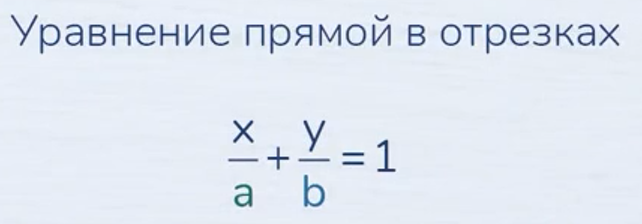 Уравнение прямой в отрезках
x/a + y/b = 1